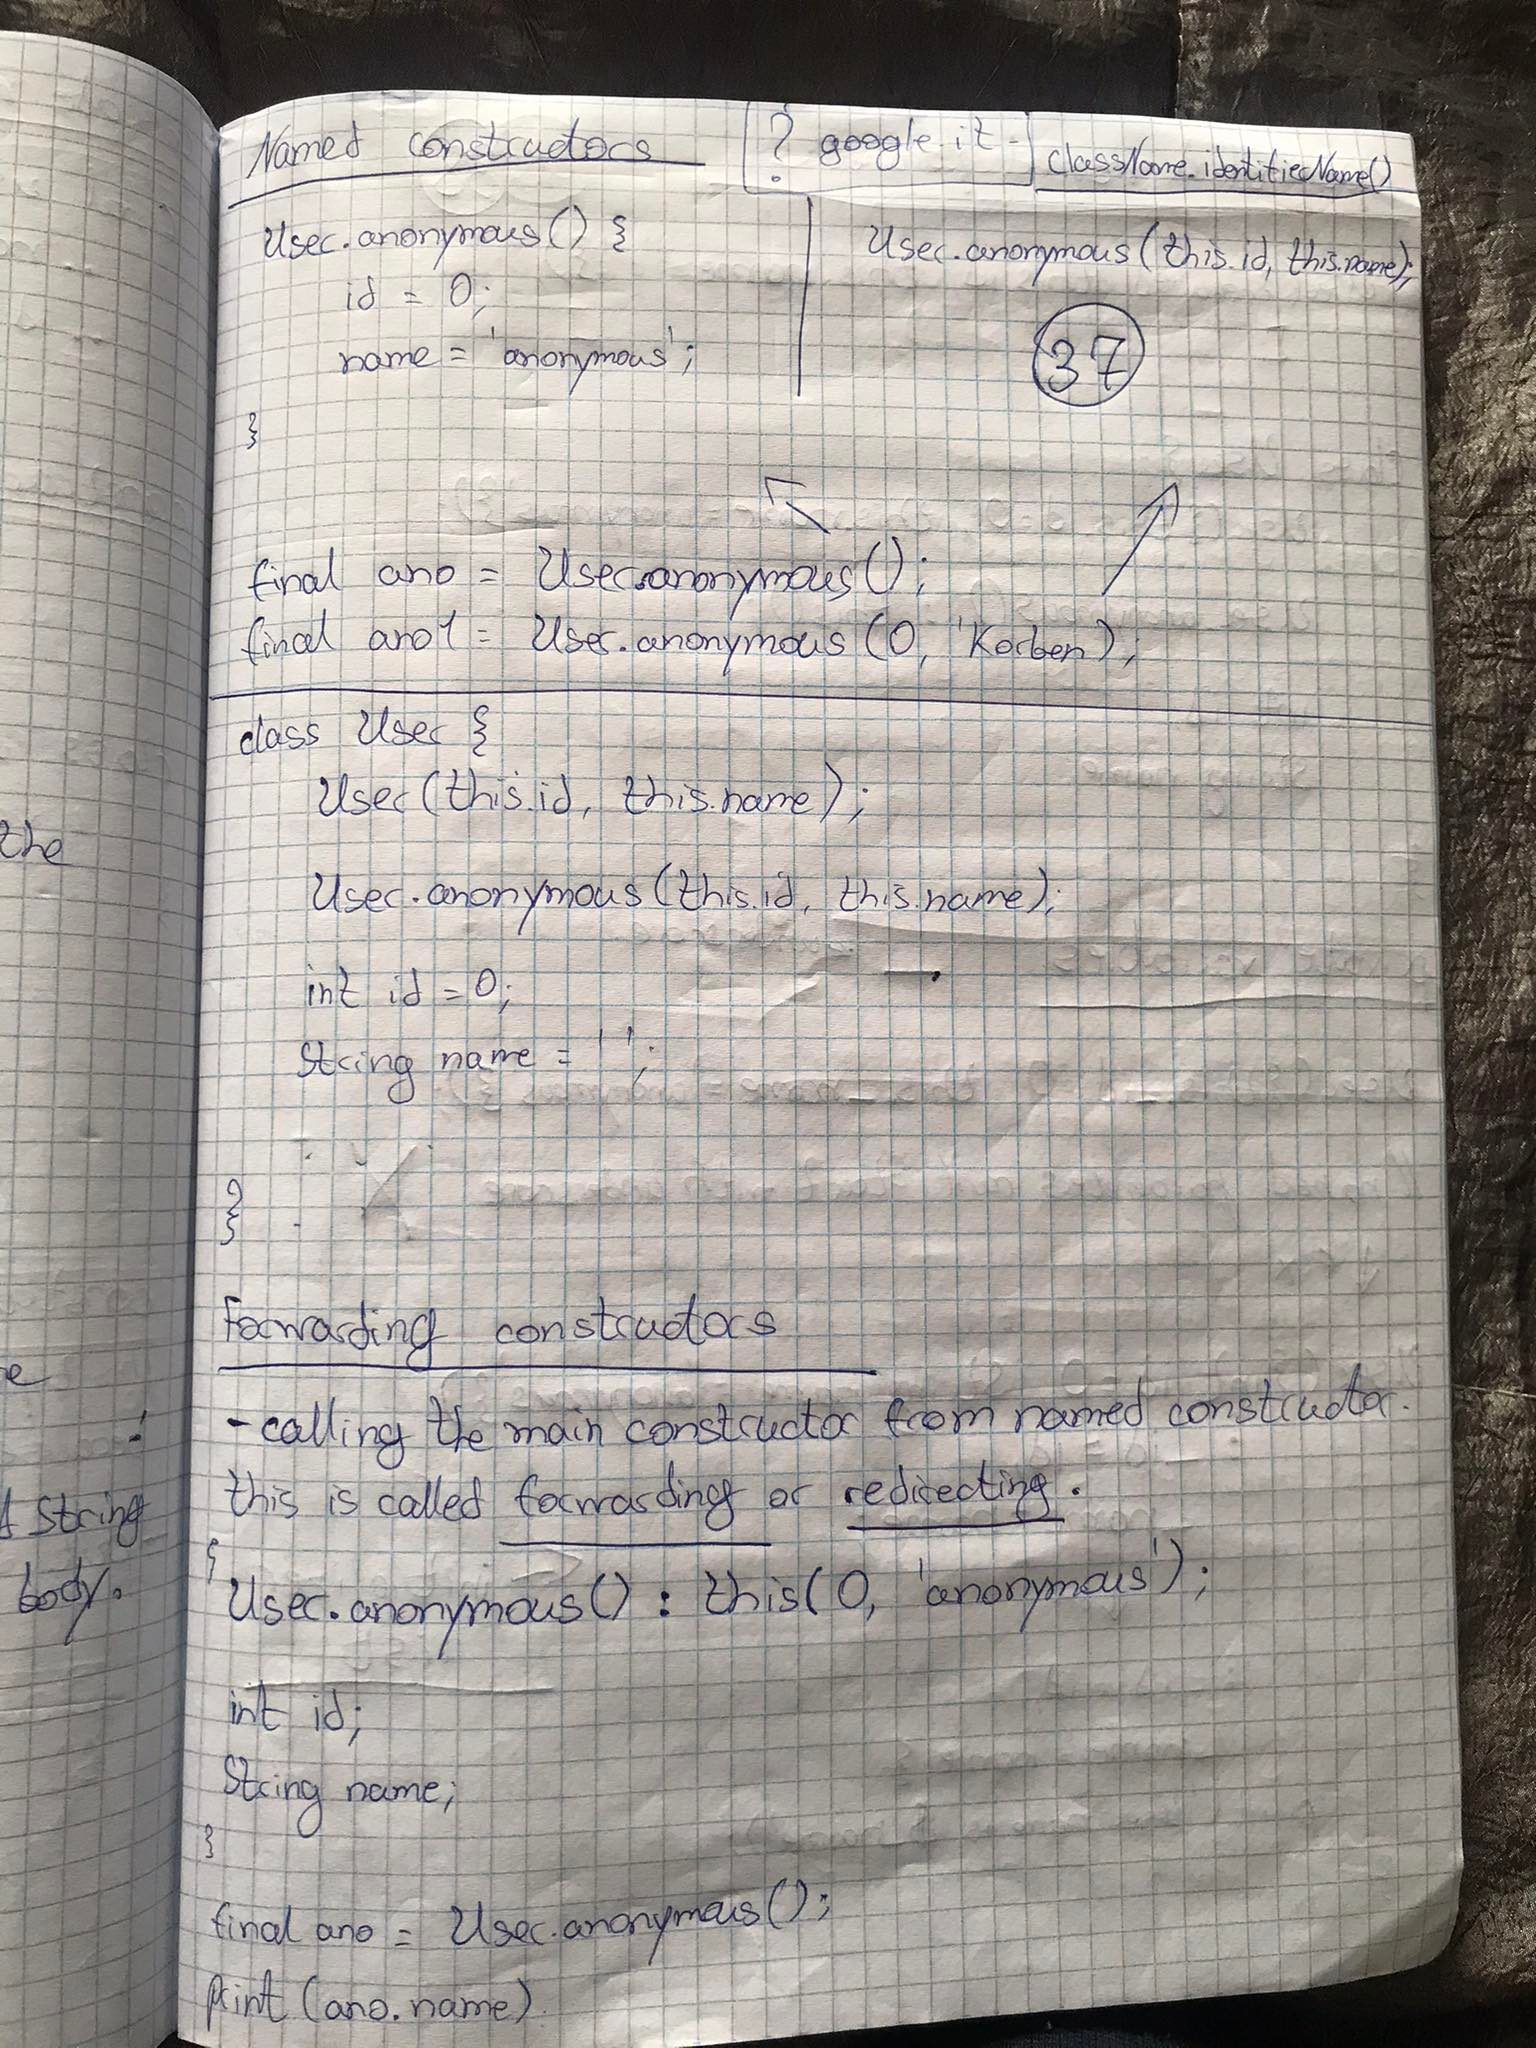 Named constructors ? google it - className.identifierName()
User.anonymous() {
id = 0;
name = 'anonymous';
}
User.anonymous(this.id, this.name);
37
final ano = User.anonymous();
final ano1 = User.anonymous(0, 'Korben);
class User {
User(this.id, this.name);
User.anonymous(this.id, this.name);
int id = 0;
String name = '';
}
Forwarding constructors
- calling the main constructor from named constructor.
this is called forwarding or redirecting.
{
User.anonymous() : this(0, 'anonymous');
int id;
String name;
}
final ano = User.anonymous();
print(ano.name)
the
e
String
body.